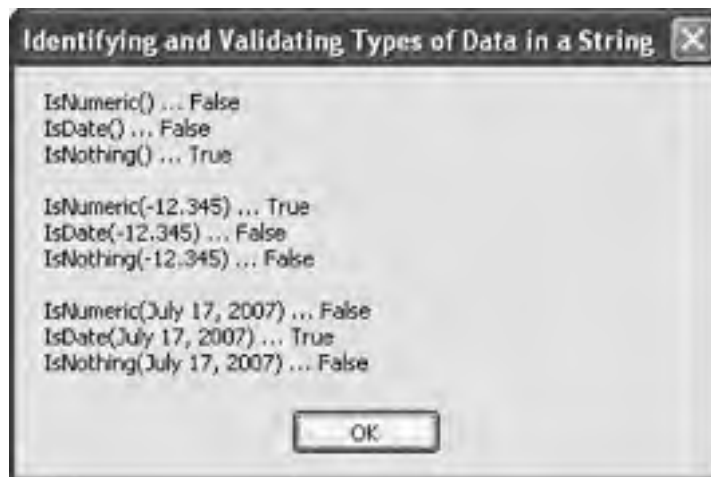 Identifying and Validating Types of Data in a String
IsNumeric() ... False
IsDate() ... False
IsNothing() ... True
IsNumeric(-12.345) ... True
IsDate(-12.345) ... False
IsNothing(-12.345) ... False
IsNumeric(July 17, 2007) ... False
IsDate(July 17, 2007) ... True
IsNothing(July 17, 2007) ... False
OK